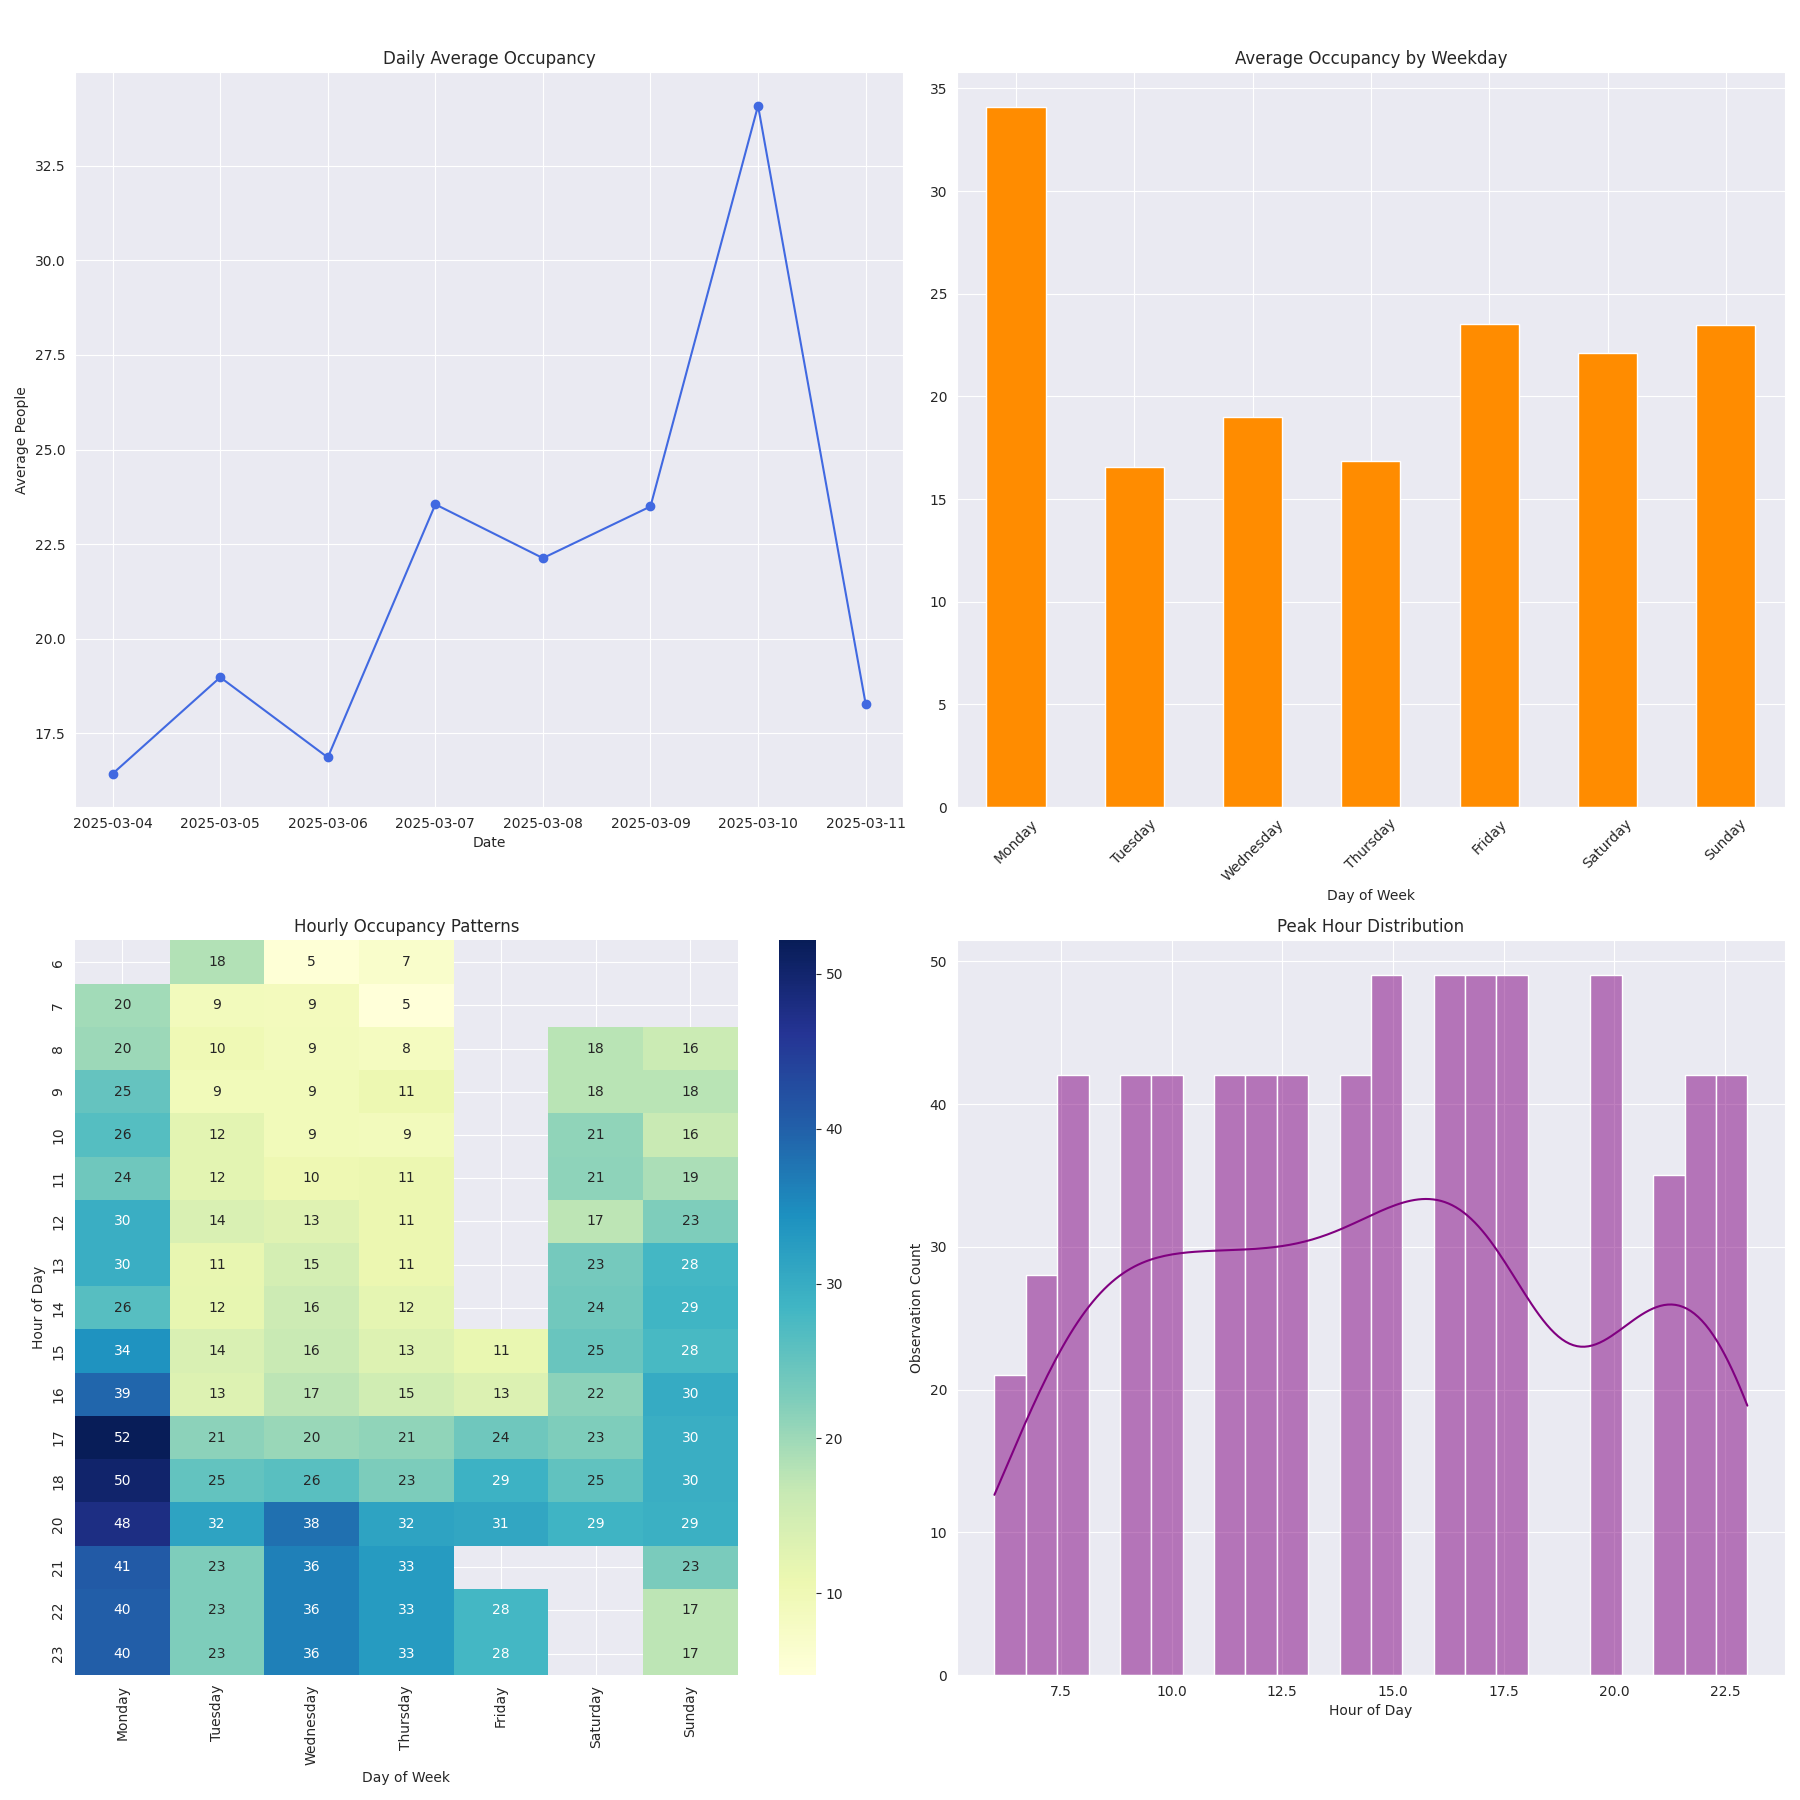 Daily Average Occupancy
Average People
32.5
30.0
27.5
25.0
22.5
20.0
17.5
2025-03-04 2025-03-05 2025-03-06 2025-03-07 2025-03-08 2025-03-09 2025-03-10 2025-03-11
Date
Average Occupancy by Weekday
35
30
25
20
15
10
5
0
Monday Tuesday Wednesday Thursday Friday Saturday Sunday
Day of Week
Hourly Occupancy Patterns
Hour of Day
6 18 5 7
7 20 9 9 5
8 20 10 9 8 18 16
9 25 9 9 11 18 18
10 26 12 9 9 21 16
11 24 12 10 11 21 19
12 30 14 13 11 17 23
13 30 11 15 11 23 28
14 26 12 16 12 24 29
15 34 14 16 13 11 25 28
16 39 13 17 15 13 22 30
17 52 21 20 21 24 23 30
18 50 25 26 23 29 25 30
20 48 32 38 32 31 29 29
21 41 23 36 33 23
22 40 23 36 33 28 17
23 40 23 36 33 28 17
Monday Tuesday Wednesday Thursday Friday Saturday Sunday
Day of Week
50
40
30
20
10
Peak Hour Distribution
Observation Count
50
40
30
20
10
0
7.5 10.0 12.5 15.0 17.5 20.0 22.5
Hour of Day